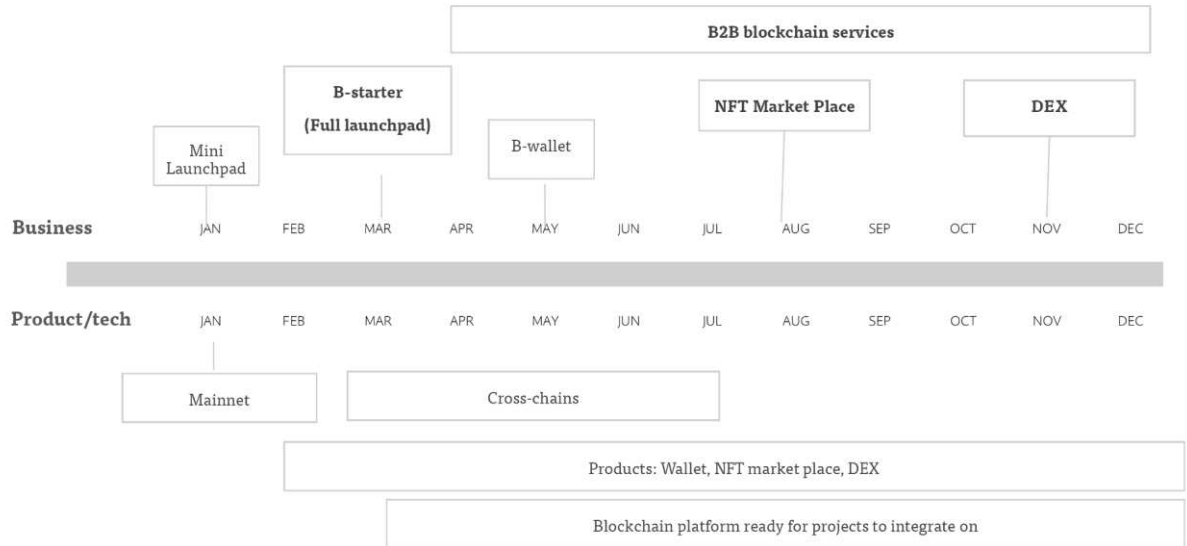 B2B blockchain services
B-starter
(Full launchpad)
NFT Market Place
DEX
Mini
Launchpad
B-wallet
Business JAN FEB MAR APR MAY JUN JUL AUG SEP OCT NOV DEC
Product/tech JAN FEB MAR APR MAY JUN JUL AUG SEP OCT NOV DEC
Mainnet
Cross-chains
Products: Wallet, NFT market place, DEX
Blockchain platform ready for projects to integrate on